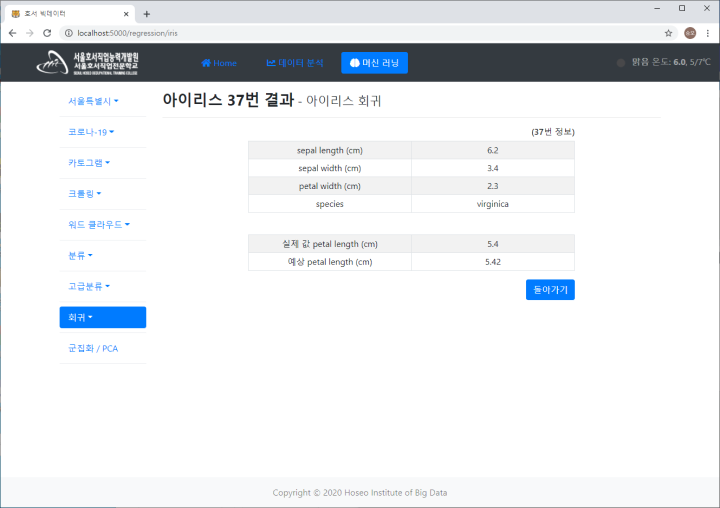 호서 빅데이터
localhost:5000/regression/iris
서울호서직업능력개발원
서울호서직업전문학교
SEOUL HOSEO OCCUPATIONAL TRAINING COLLEGE
Home
데이터 분석
머신 러닝
맑음 온도: 6.0, 5/7℃
서울특별시
코로나-19
카토그램
크롤링
워드 클라우드
분류
고급분류
회귀
군집화 / PCA
아이리스 37번 결과 - 아이리스 회귀
(37번 정보)
sepal length (cm) 6.2
sepal width (cm) 3.4
petal width (cm) 2.3
species virginica
실제 값 petal length (cm) 5.4
예상 petal length (cm) 5.42
돌아가기
Copyright © 2020 Hoseo Institute of Big Data